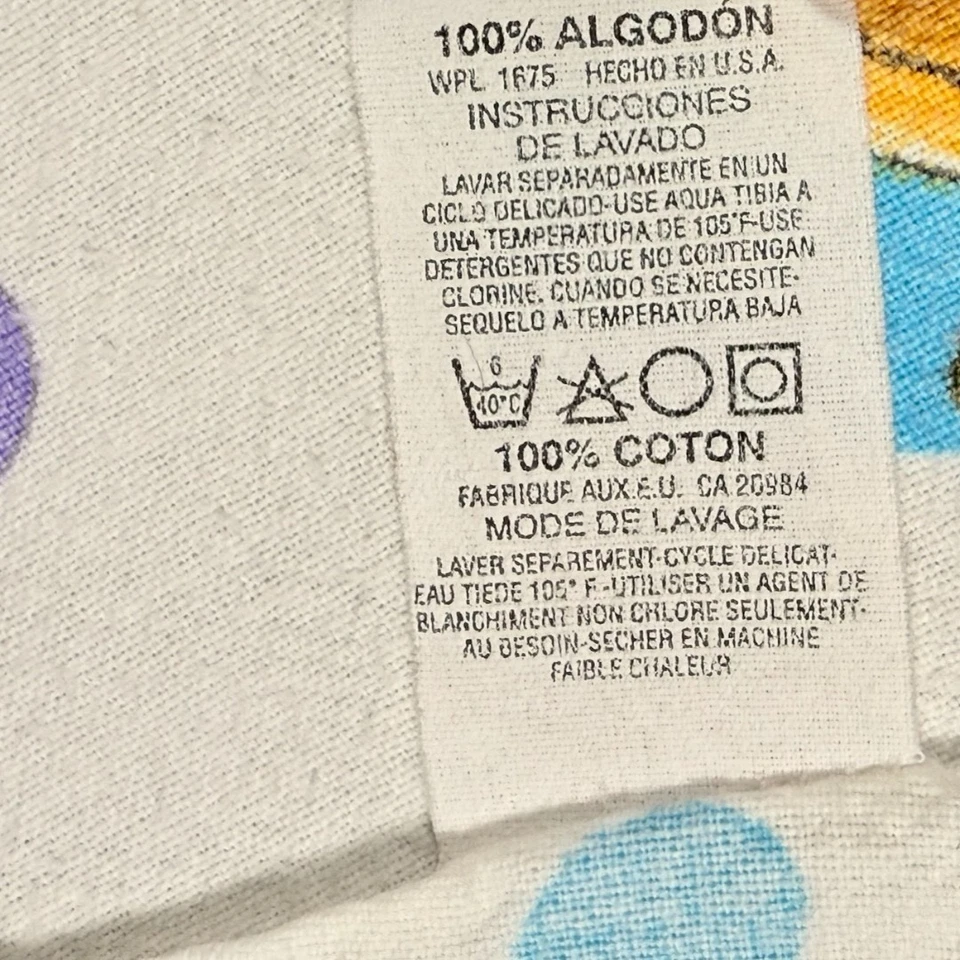 100% ALGODÓN
WPL 1675 HECHO EN U.S.A.
INSTRUCCIONES
DE LAVADO
LAVAR SEPARADAMENTE EN UN
CICLO DELICADO-USE AQUA TIBIA A
UNA TEMPERATURA DE 105°F-USE
DETERGENTES QUE NO CONTENGAN
CLORINE. CUANDO SE NECESITE-
SEQUELO A TEMPERATURA BAJA
6
40°C
100% COTON
FABRIQUE AUX.E.U. CA 20984
MODE DE LAVAGE
LAVER SEPAREMENT-CYCLE DELICAT-
EAU TIEDE 105° F.-UTILISER UN AGENT DE
BLANCHIMENT NON CHLORE SEULEMENT-
AU BESOIN-SECHER EN MACHINE
FAIBLE CHALEUR